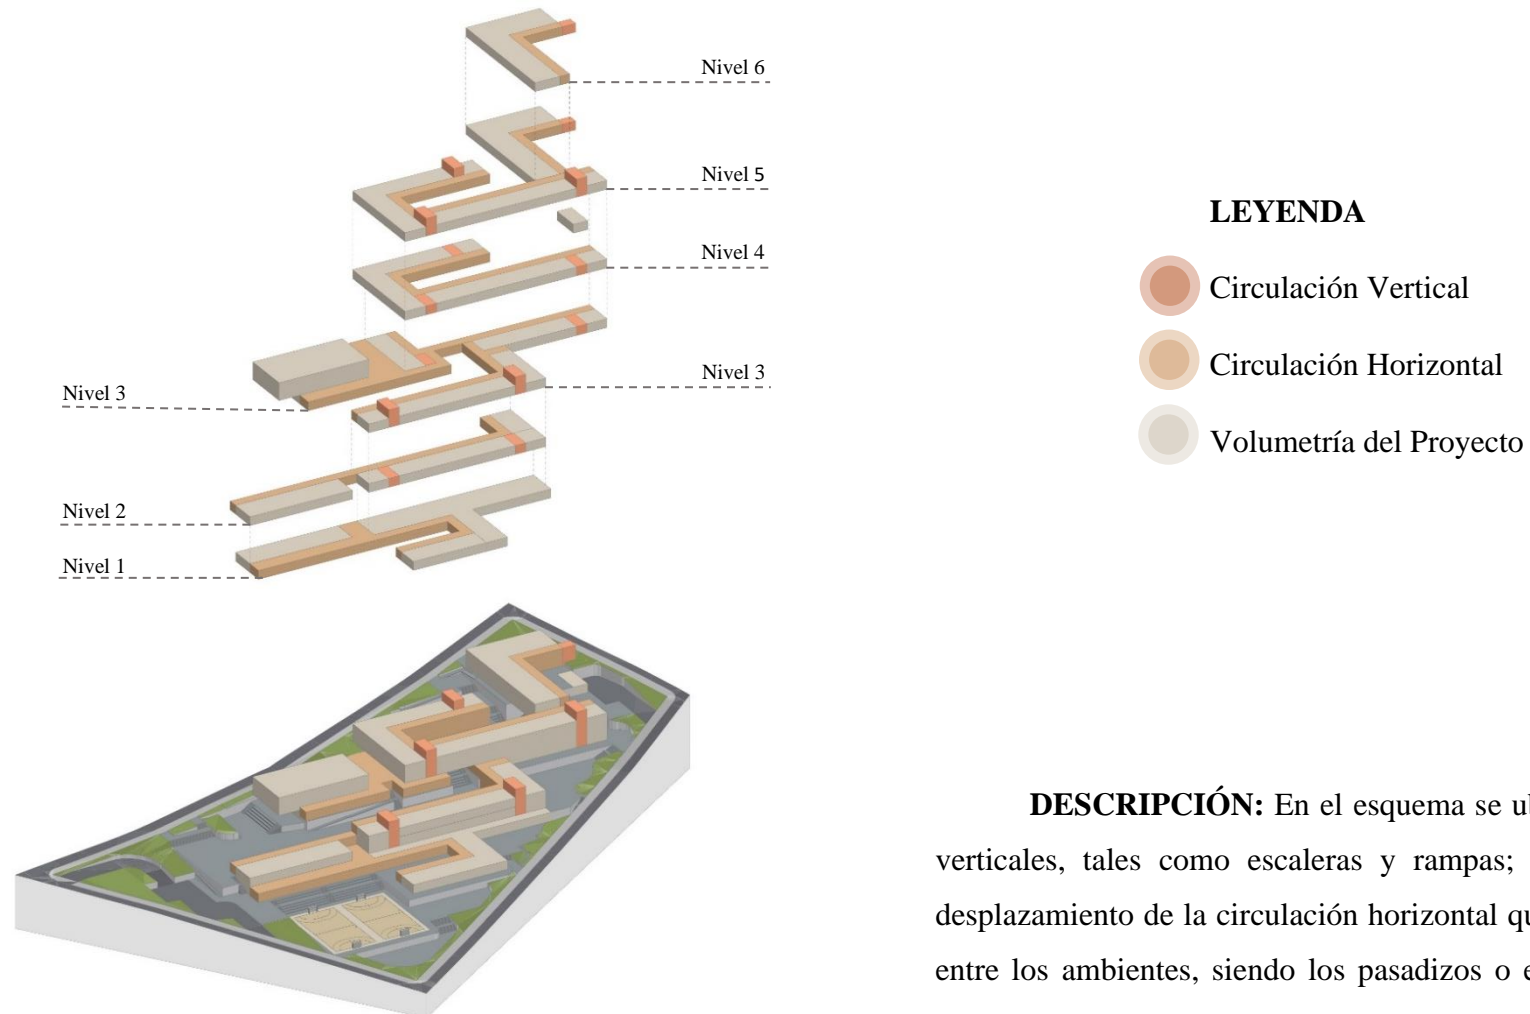 Nivel 6
Nivel 5
Nivel 4
Nivel 3
Nivel 3
Nivel 2
Nivel 1
LEYENDA
Circulación Vertical
Circulación Horizontal
Volumetría del Proyecto
DESCRIPCIÓN: En el esquema se
verticales, tales como escaleras y rampas;
desplazamiento de la circulación horizontal
entre los ambientes, siendo los pasadizos o